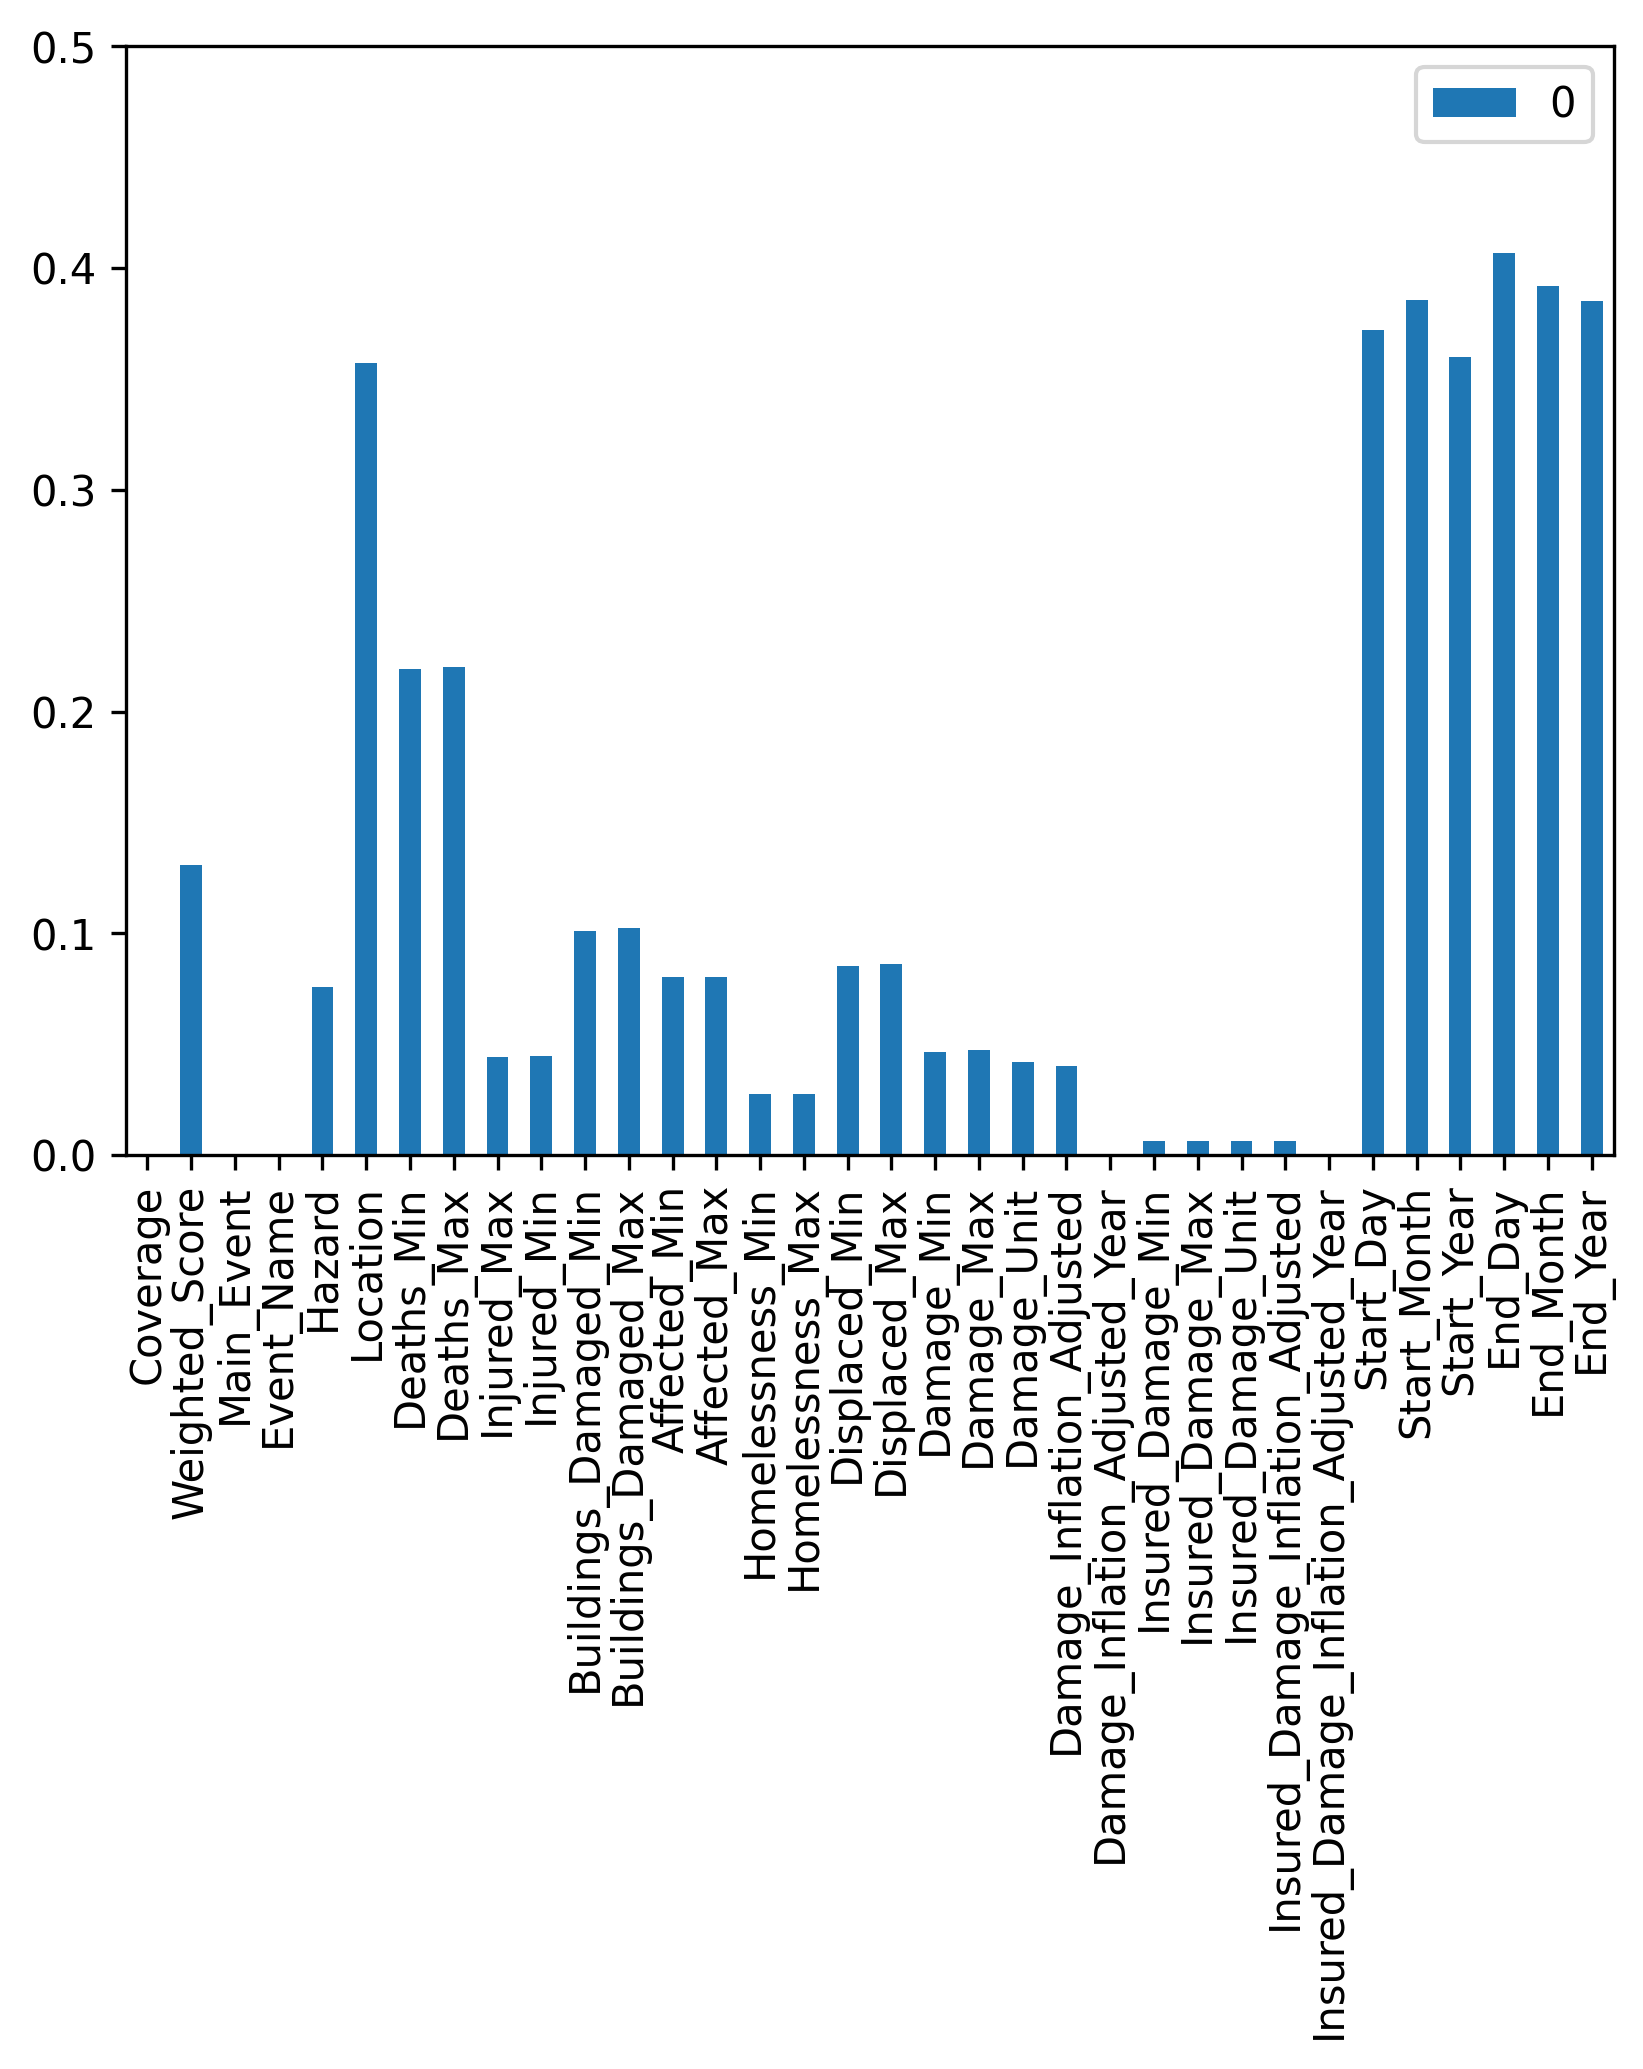 0.5
0.4
0.3
0.2
0.1
0.0
0
Coverage
Weighted_Score
Main_Event
Event_Name
Hazard
Location
Deaths_Min
Deaths_Max
Injured_Max
Injured_Min
Buildings_Damaged_Min
Buildings_Damaged_Max
Affected_Min
Affected_Max
Homelessness_Min
Homelessness_Max
Displaced_Min
Displaced_Max
Damage_Min
Damage_Max
Damage_Unit
Damage_Inflation_Adjusted
Damage_Inflation_Adjusted_Year
Insured_Damage_Min
Insured_Damage_Max
Insured_Damage_Unit
Insured_Damage_Inflation_Adjusted
Insured_Damage_Inflation_Adjusted_Year
Start_Day
Start_Month
Start_Year
End_Day
End_Month
End_Year